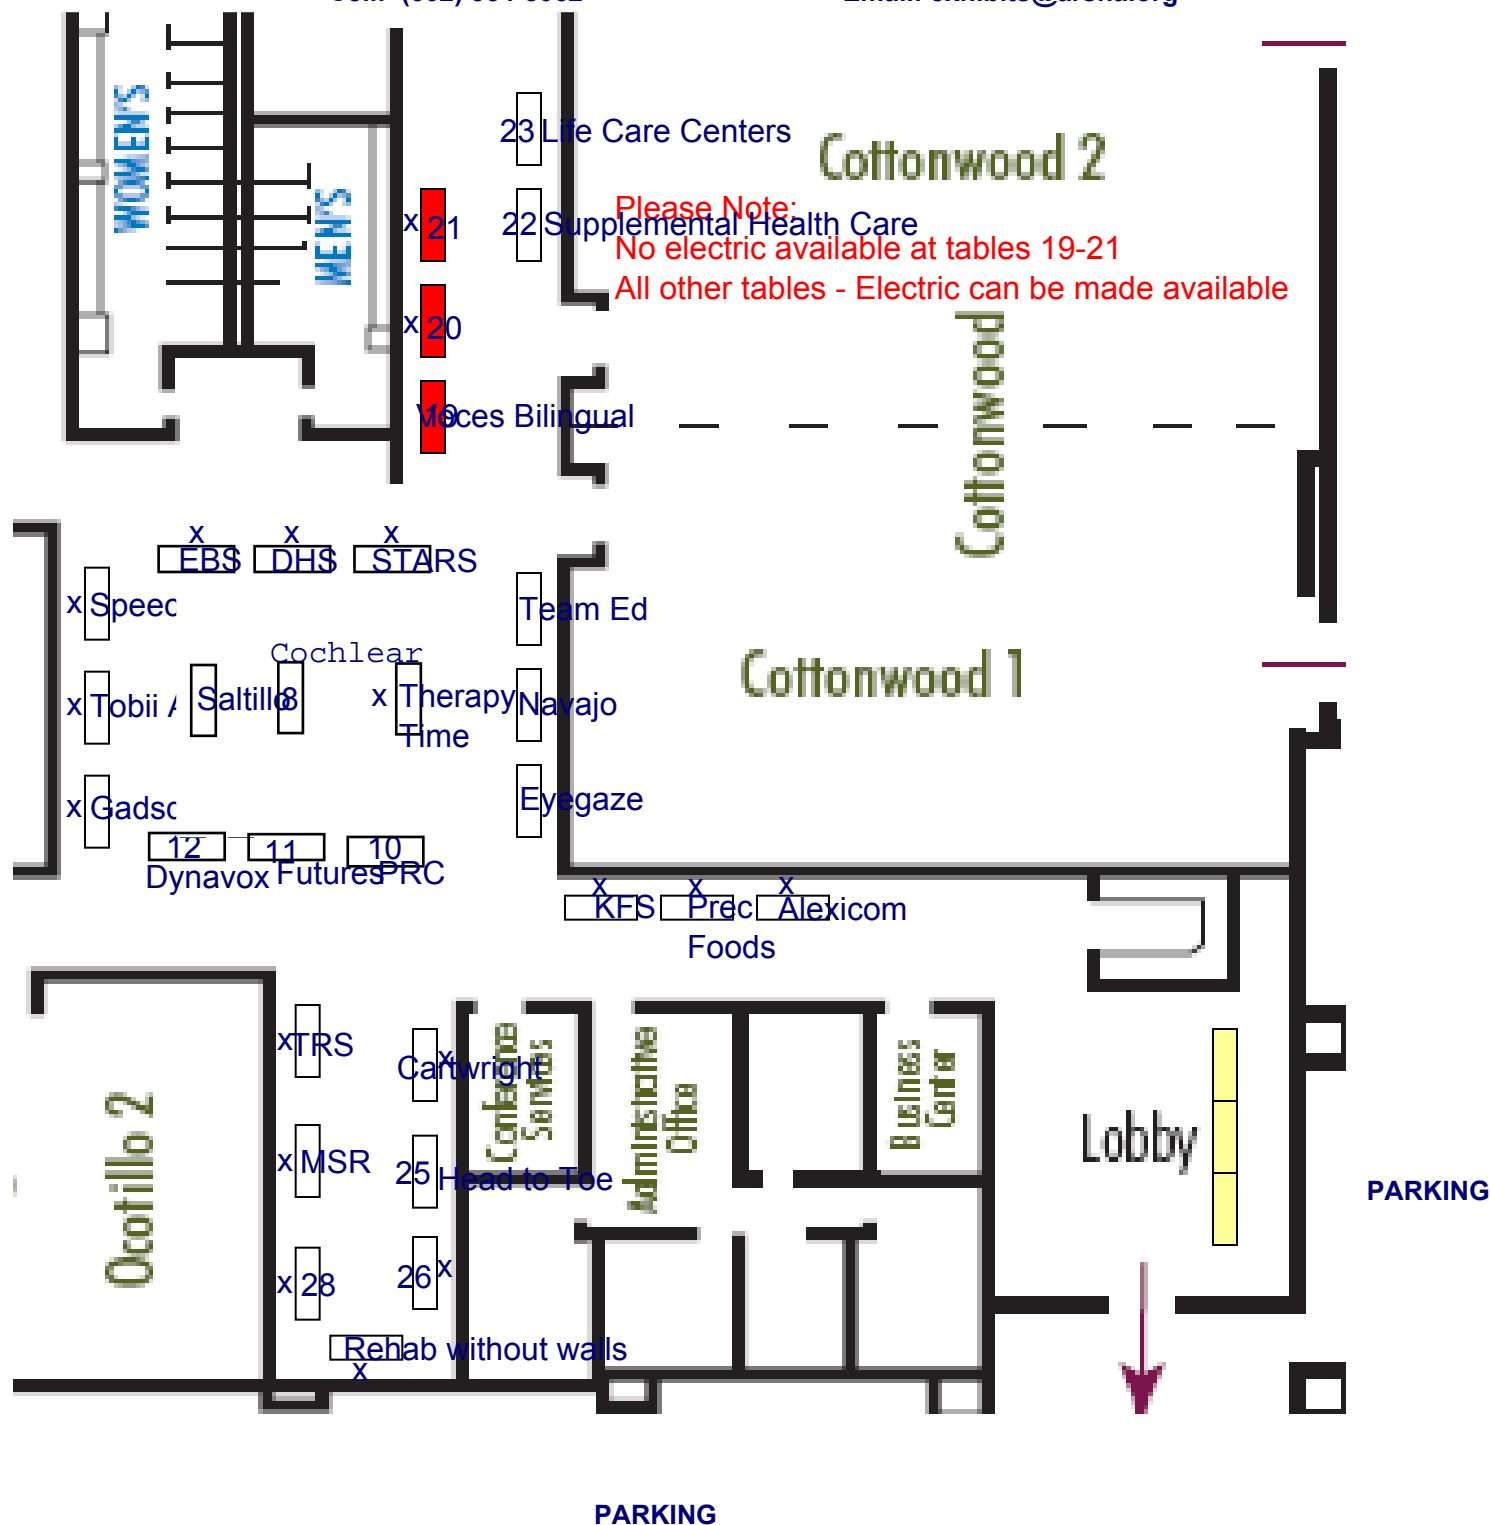 WOMEN'S
MEN'S
23 Life Care Centers
Cottonwood 2
Please Note:
x 21
22 Supplemental Health Care
No electric available at tables 19-21
All other tables - Electric can be made available
x 20
19
Voces Bilingual
Cottonwood
x x x
EBS DHS STARS
x Speec
Team Ed
Cochlear
Cottonwood 1
x Tobii
Saltillo 8
x Therapy
Time
Navajo
x Gadsc
Eyegaze
12 11 10
Dynavox Futures PRC
x x x
KFS Prec Alexicom
Foods
x TRS
Cartwright x
Conference
Services
Administrative
Office
Business
Center
Lobby
Ocotillo 2
x MSR
25 Head to Toe
PARKING
x 28
26 x
Rehab without walls
x
PARKING